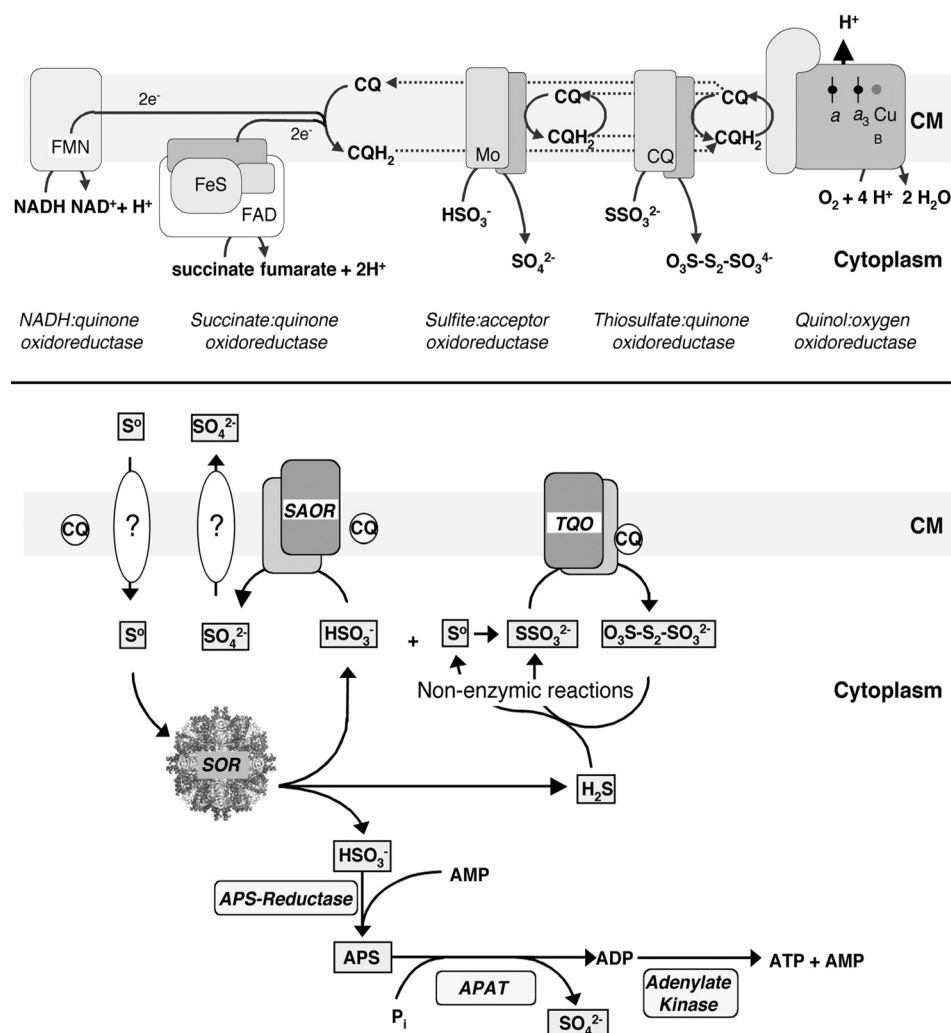 H⁺
2e⁻
CQ
CQ
CQ
a a₃ Cu
B
CM
FMN
2e⁻
CQH₂
Mo
CQH₂
CQ
CQH₂
FeS
FAD
NADH NAD⁺+ H⁺
HSO₃⁻
SSO₃²⁻
O₂ + 4 H⁺ 2 H₂O
succinate fumarate + 2H⁺
SO₄²⁻
O₃S-S₂-SO₃⁴⁻
Cytoplasm
NADH:quinone
oxidoreductase
Succinate:quinone
oxidoreductase
Sulfite:acceptor
oxidoreductase
Thiosulfate:quinone
oxidoreductase
Quinol:oxygen
oxidoreductase
S⁰
SO₄²⁻
CQ
?
?
SAOR
CQ
TQO
CQ
CM
S⁰
SO₄²⁻
HSO₃⁻
+
S⁰
SSO₃²⁻
O₃S-S₂-SO₃²⁻
Non-enzymic reactions
Cytoplasm
SOR
H₂S
HSO₃⁻
AMP
APS-Reductase
APS
ADP
ATP + AMP
APAT
Adenylate
Kinase
Pᵢ
SO₄²⁻